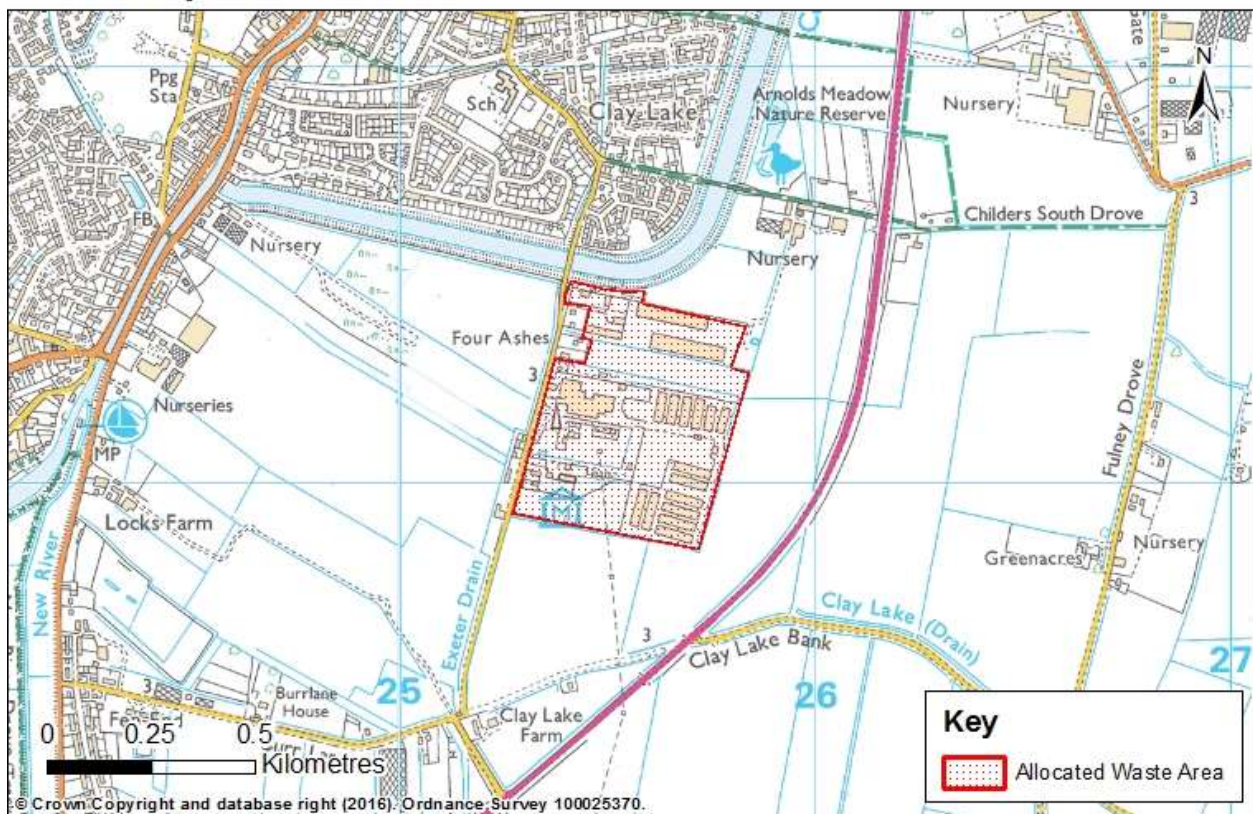 Ppg
Sta
Sch
Clay Lake
Arnolds Meadow
Nature Reserve
Nursery
N
FB
Nursery
Nursery
Childers South Drove
3
Four Ashes
3
Nurseries
MP
Locks Farm
New River
Exeter Drain
Fulney Drove
Greenacres
Nursery
3
Clay Lake Bank
Clay Lake (Drain)
25
26
27
3
Burrlane
House
Clay Lake
Farm
0 0.25 0.5
Kilometres
Key
Allocated Waste Area
© Crown Copyright and database right (2016). Ordnance Survey 100025370.